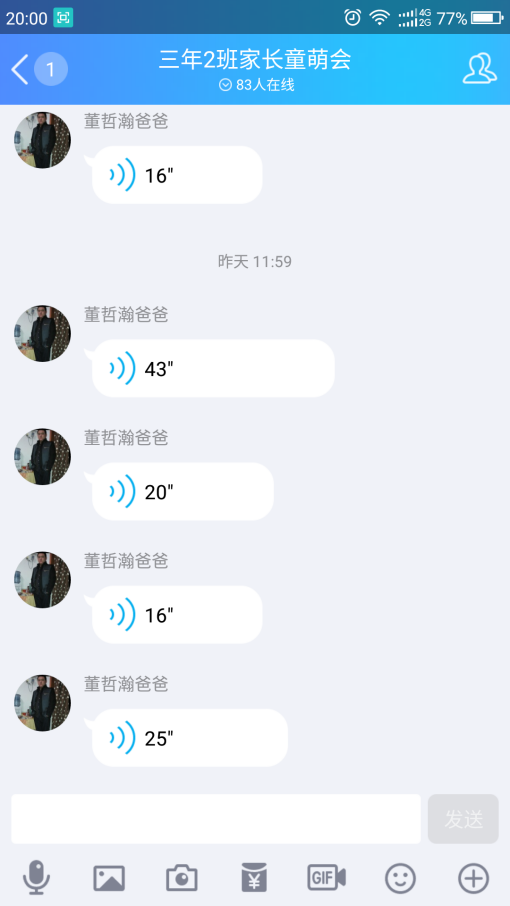 20:00 4G 2G 77%
1
三年2班家长童萌会
83人在线
董哲瀚爸爸
16"
昨天 11:59
董哲瀚爸爸
43"
董哲瀚爸爸
20"
董哲瀚爸爸
16"
董哲瀚爸爸
25"
发送
GIF